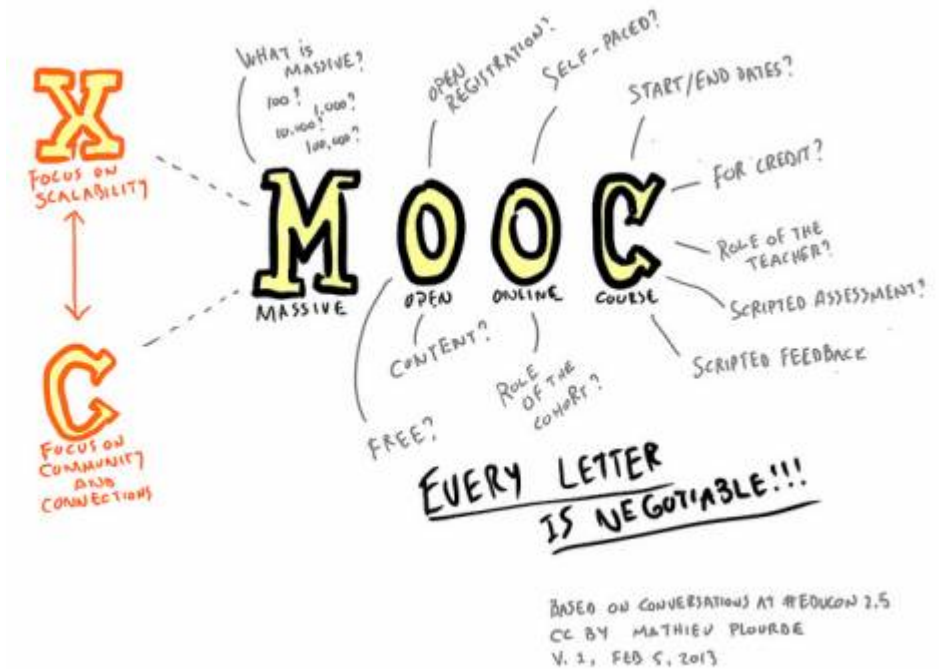 X
FOCUS ON
SCALABILITY
C
FOCUS ON
COMMUNITY
AND
CONNECTIONS
WHAT IS
MASSIVE?
100?
1,000?
10,000?
100,000?
OPEN
REGISTRATION?
SELF-PACED?
START/END DATES?
FOR CREDIT?
ROLE OF THE
TEACHER?
SCRIPTED ASSESSMENT?
SCRIPTED FEEDBACK
MOOC
MASSIVE OPEN ONLINE COURSE
FREE?
CONTENT?
ROLE
OF THE
COHORT?
EVERY LETTER
IS NEGOTIABLE!!!
BASED ON CONVERSATIONS AT #EDUCON 2.5
CC BY MATHIEU PLOURDE
V. 1, FEB 5, 2013